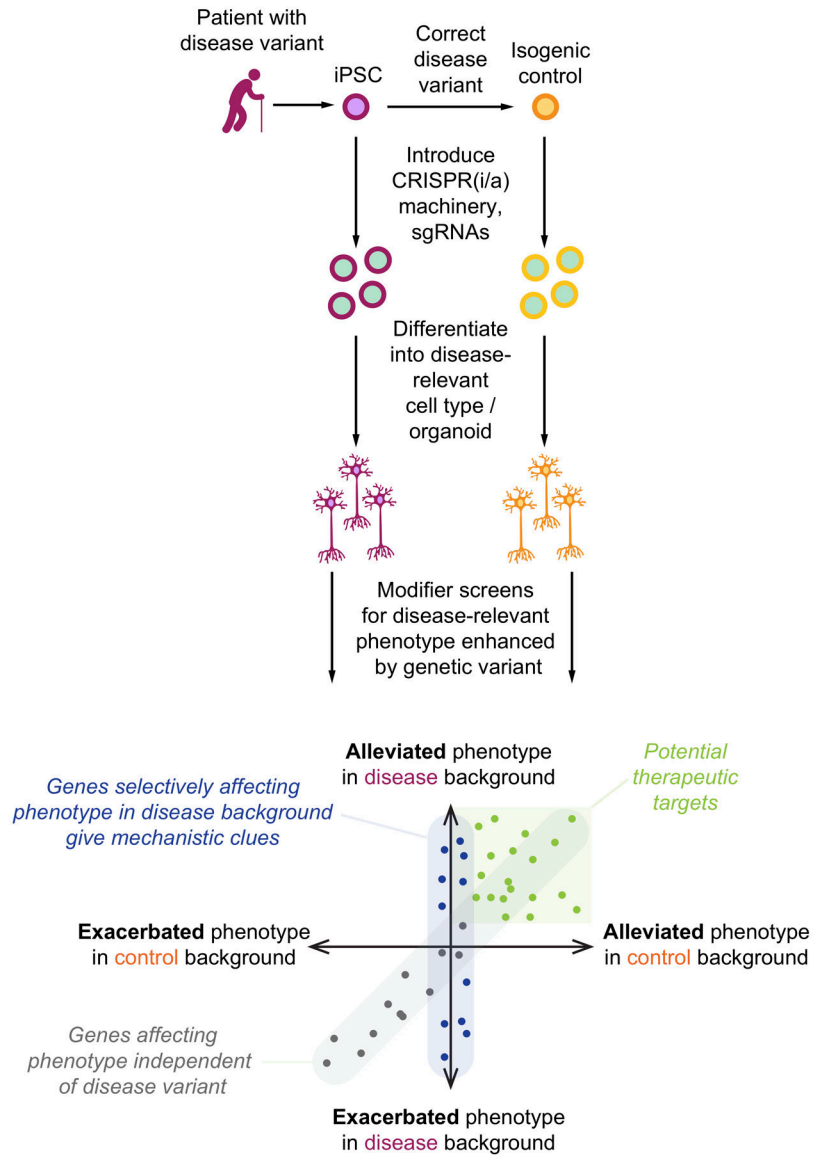 Patient with
disease variant
iPSC
Correct
disease
variant
Isogenic
control
Introduce
CRISPR(i/a)
machinery,
sgRNAs
Differentiate
into disease-
relevant
cell type /
organoid
Modifier screens
for disease-relevant
phenotype enhanced
by genetic variant
Alleviated phenotype
in disease background
Potential
therapeutic
targets
Genes selectively affecting
phenotype in disease background
give mechanistic clues
Exacerbated phenotype
in control background
Alleviated phenotype
in control background
Genes affecting
phenotype independent
of disease variant
Exacerbated phenotype
in disease background